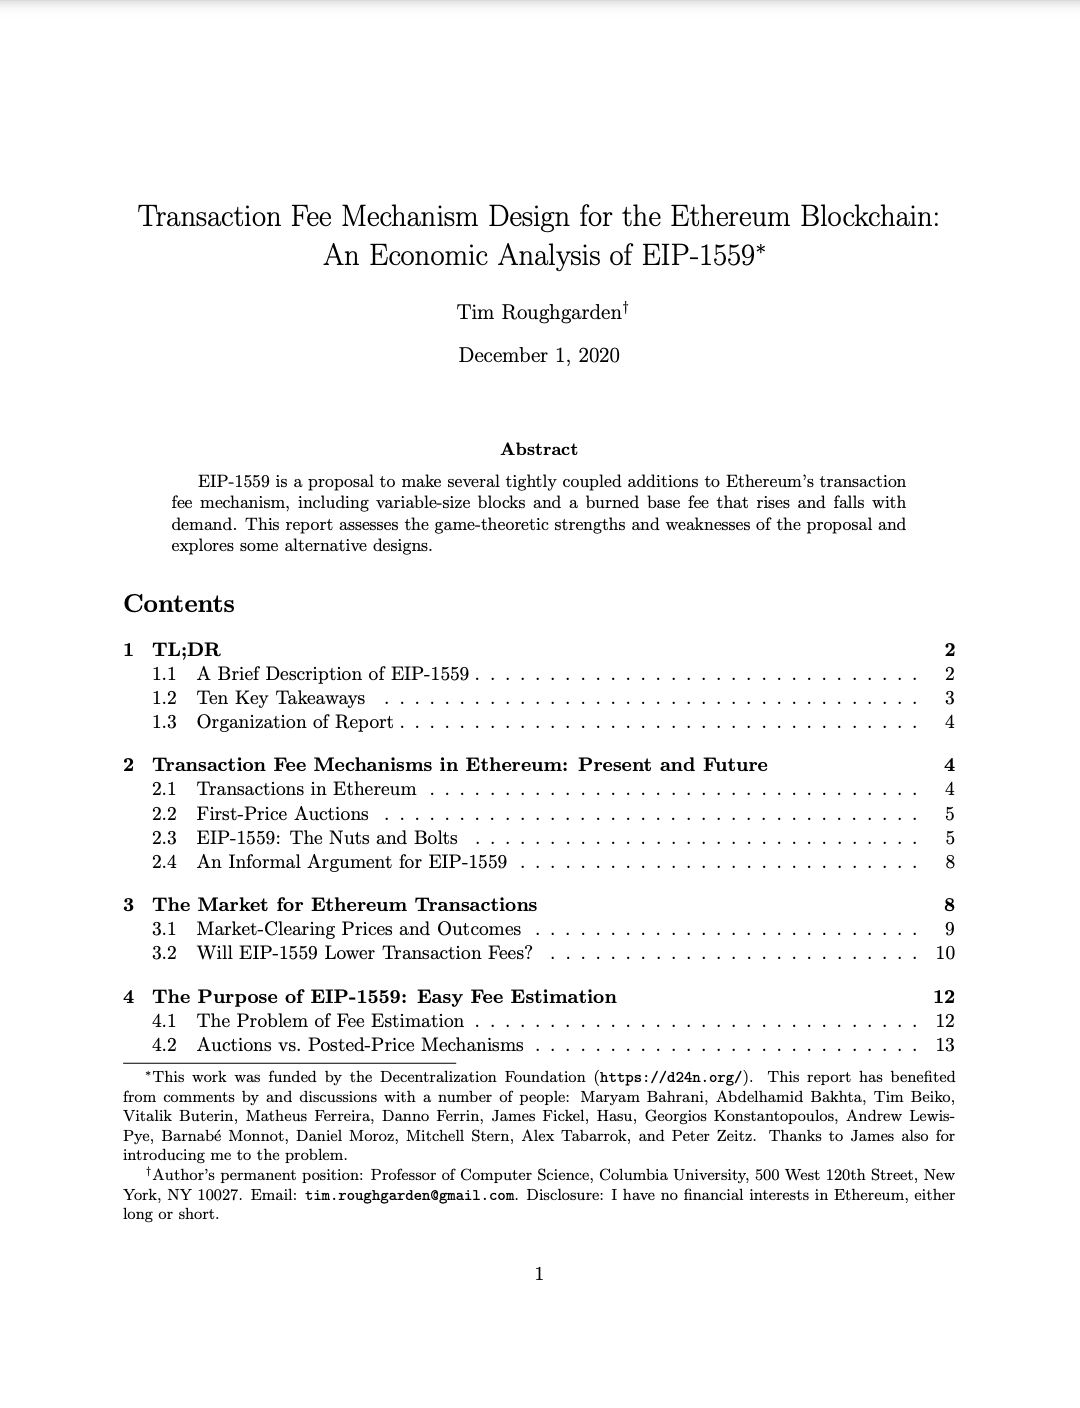 Transaction Fee Mechanism Design for the Ethereum Blockchain:
An Economic Analysis of EIP-1559*
Tim Roughgarden†
December 1, 2020
Abstract
EIP-1559 is a proposal to make several tightly coupled additions to Ethereum's transaction
fee mechanism, including variable-size blocks and a burned base fee that rises and falls with
demand. This report assesses the game-theoretic strengths and weaknesses of the proposal and
explores some alternative designs.
Contents
1 TL;DR 2
1.1 A Brief Description of EIP-1559 . . . . . . . . . . . . . . . . . . . . . . . . . . . . . . 2
1.2 Ten Key Takeaways . . . . . . . . . . . . . . . . . . . . . . . . . . . . . . . . . . . . 3
1.3 Organization of Report . . . . . . . . . . . . . . . . . . . . . . . . . . . . . . . . . . . 4
2 Transaction Fee Mechanisms in Ethereum: Present and Future 4
2.1 Transactions in Ethereum . . . . . . . . . . . . . . . . . . . . . . . . . . . . . . . . . 4
2.2 First-Price Auctions . . . . . . . . . . . . . . . . . . . . . . . . . . . . . . . . . . . . 5
2.3 EIP-1559: The Nuts and Bolts . . . . . . . . . . . . . . . . . . . . . . . . . . . . . . 5
2.4 An Informal Argument for EIP-1559 . . . . . . . . . . . . . . . . . . . . . . . . . . . 8
3 The Market for Ethereum Transactions 8
3.1 Market-Clearing Prices and Outcomes . . . . . . . . . . . . . . . . . . . . . . . . . . 9
3.2 Will EIP-1559 Lower Transaction Fees? . . . . . . . . . . . . . . . . . . . . . . . . . 10
4 The Purpose of EIP-1559: Easy Fee Estimation 12
4.1 The Problem of Fee Estimation . . . . . . . . . . . . . . . . . . . . . . . . . . . . . . 12
4.2 Auctions vs. Posted-Price Mechanisms . . . . . . . . . . . . . . . . . . . . . . . . . . 13
*This work was funded by the Decentralization Foundation (https://d24n.org/). This report has benefited
from comments by and discussions with a number of people: Maryam Bahrani, Abdelhamid Bakhta, Tim Beiko,
Vitalik Buterin, Matheus Ferreira, Danno Ferrin, James Fickel, Hasu, Georgios Konstantopoulos, Andrew Lewis-
Pye, Barnabé Monnot, Daniel Moroz, Mitchell Stern, Alex Tabarrok, and Peter Zeitz. Thanks to James also for
introducing me to the problem.
†Author's permanent position: Professor of Computer Science, Columbia University, 500 West 120th Street, New
York, NY 10027. Email: tim.roughgarden@gmail.com. Disclosure: I have no financial interests in Ethereum, either
long or short.
1